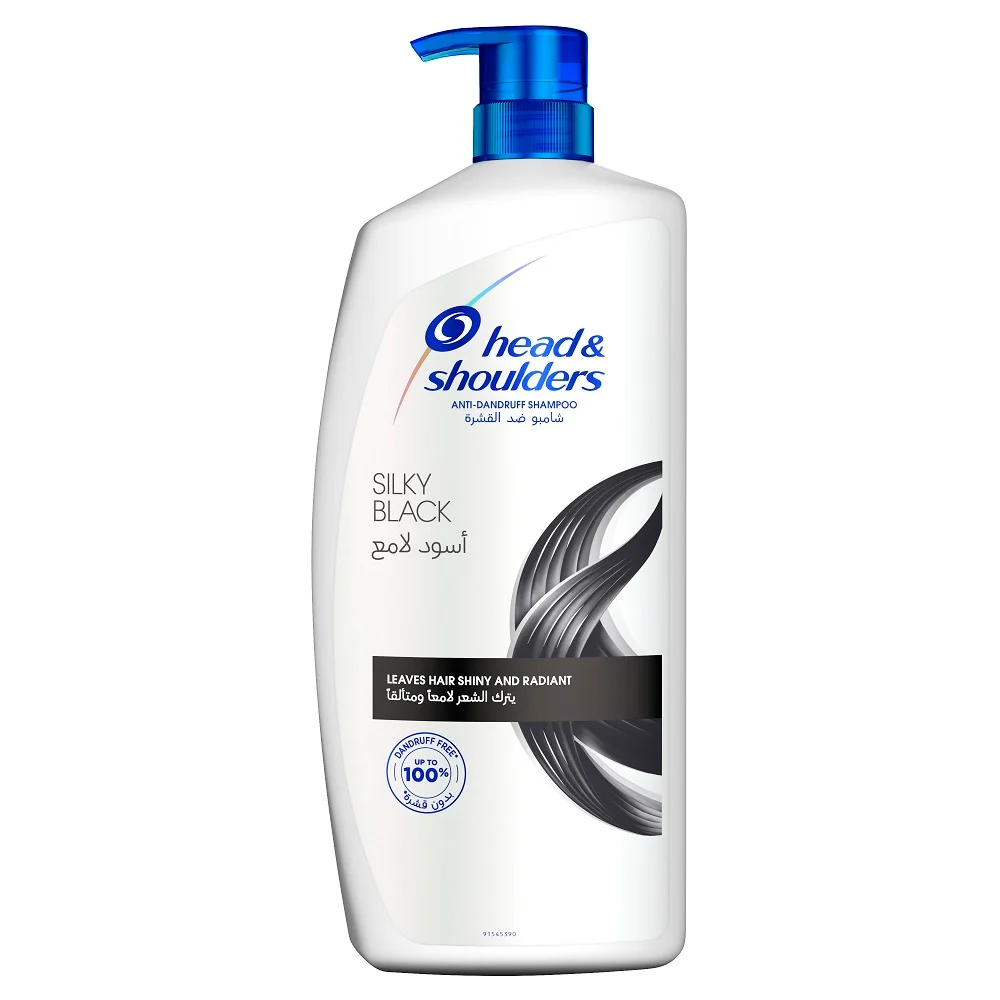 head &
shoulders
ANTI-DANDRUFF SHAMPOO
شامبو ضد القشرة
SILKY
BLACK
أسود لامع
LEAVES HAIR SHINY AND RADIANT
يترك الشعر لامعاً ومتألقاً
DANDRUFF FREE*
UP TO
100%
بدون قشرة*
91545390